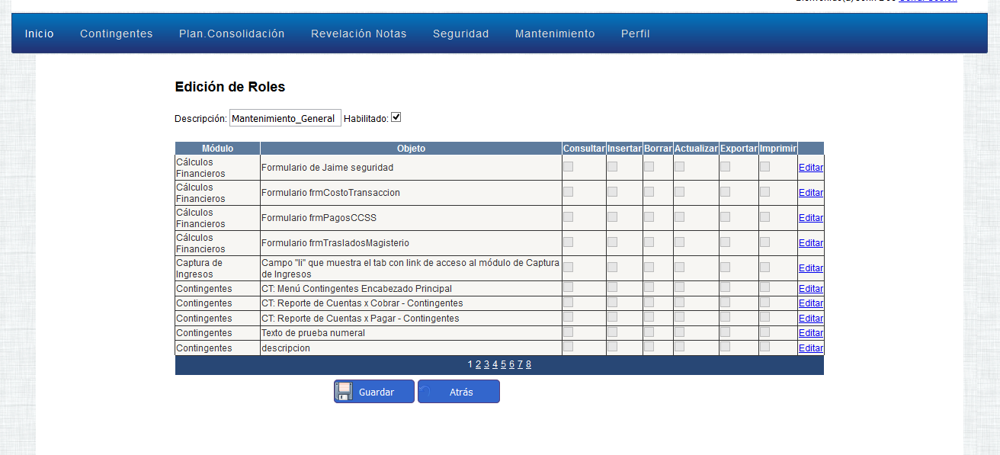 Inicio Contingentes Plan.Consolidación Revelación Notas Seguridad Mantenimiento Perfil
Edición de Roles
Descripción: Mantenimiento_General Habilitado:
Módulo Objeto Consultar Insertar Borrar Actualizar Exportar Imprimir
Cálculos
Financieros
Formulario de Jaime seguridad
Editar
Cálculos
Financieros
Formulario frmCostoTransaccion
Editar
Cálculos
Financieros
Formulario frmPagosCCSS
Editar
Cálculos
Financieros
Formulario frmTrasladosMagisterio
Editar
Captura de
Ingresos
Campo "li" que muestra el tab con link de acceso al módulo de Captura
de Ingresos
Editar
Contingentes CT: Menú Contingentes Encabezado Principal Editar
Contingentes CT: Reporte de Cuentas x Cobrar - Contingentes Editar
Contingentes CT: Reporte de Cuentas x Pagar - Contingentes Editar
Contingentes Texto de prueba numeral Editar
Contingentes descripcion Editar
1 2 3 4 5 6 7 8
Guardar Atrás